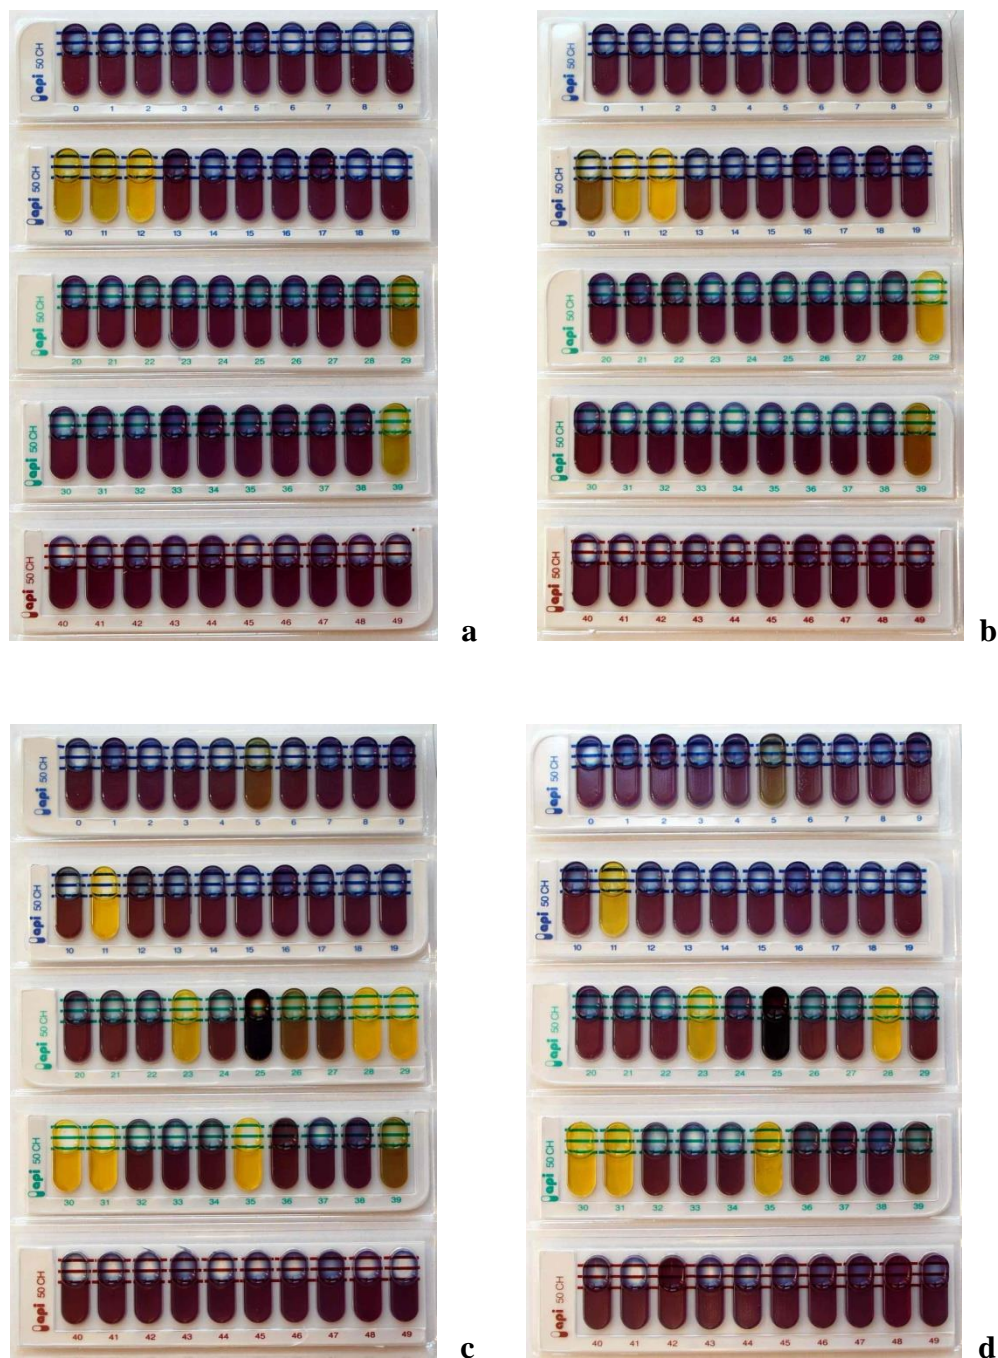 api 50 CH
0 1 2 3 4 5 6 7 8 9
api 50 CH
10 11 12 13 14 15 16 17 18 19
api 50 CH
20 21 22 23 24 25 26 27 28 29
api 50 CH
30 31 32 33 34 35 36 37 38 39
api 50 CH
40 41 42 43 44 45 46 47 48 49
a
api 50 CH
0 1 2 3 4 5 6 7 8 9
api 50 CH
10 11 12 13 14 15 16 17 18 19
api 50 CH
20 21 22 23 24 25 26 27 28 29
api 50 CH
30 31 32 33 34 35 36 37 38 39
api 50 CH
40 41 42 43 44 45 46 47 48 49
b
api 50 CH
0 1 2 3 4 5 6 7 8 9
api 50 CH
10 11 12 13 14 15 16 17 18 19
api 50 CH
20 21 22 23 24 25 26 27 28 29
api 50 CH
30 31 32 33 34 35 36 37 38 39
api 50 CH
40 41 42 43 44 45 46 47 48 49
c
api 50 CH
0 1 2 3 4 5 6 7 8 9
api 50 CH
10 11 12 13 14 15 16 17 18 19
api 50 CH
20 21 22 23 24 25 26 27 28 29
api 50 CH
30 31 32 33 34 35 36 37 38 39
api 50 CH
40 41 42 43 44 45 46 47 48 49
d